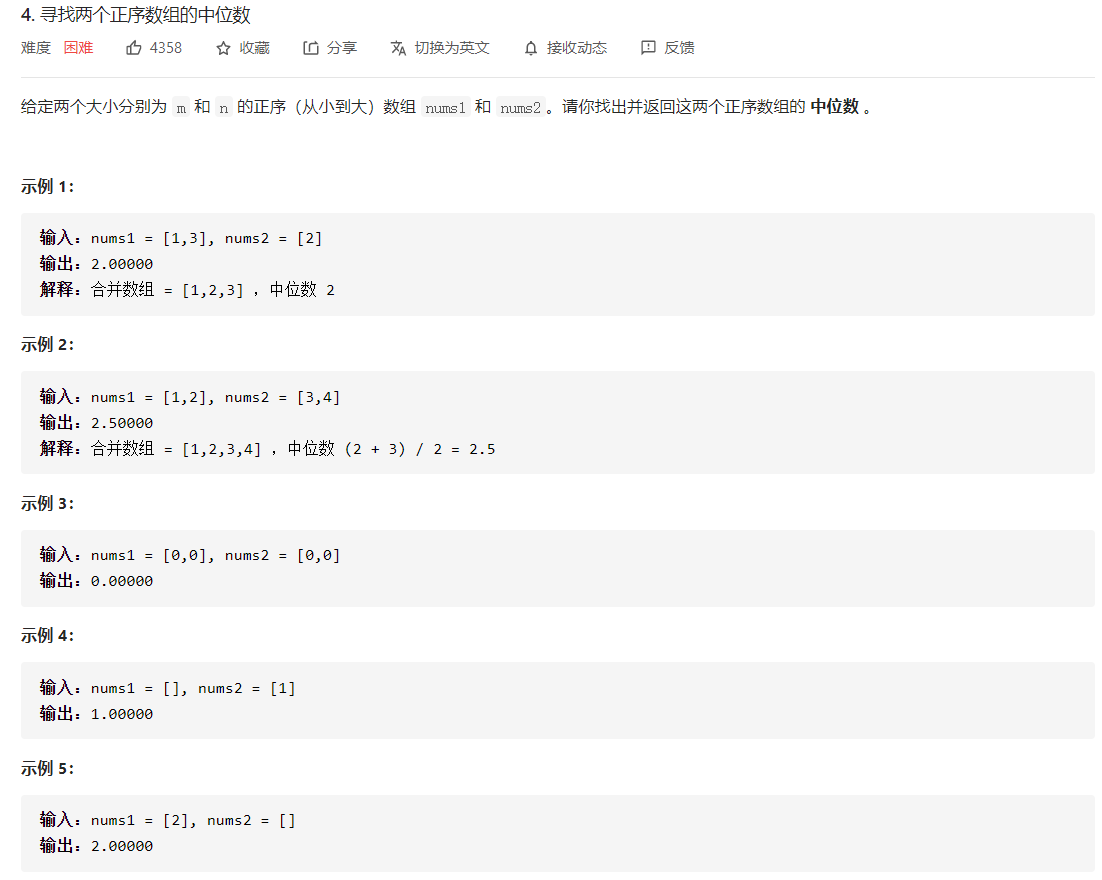 4. 寻找两个正序数组的中位数
难度 困难 4358 收藏 分享 切换为英文 接收动态 反馈
给定两个大小分别为 m 和 n 的正序（从小到大）数组 nums1 和 nums2 。请你找出并返回这两个正序数组的 中位数 。
示例 1：
输入：nums1 = [1,3], nums2 = [2]
输出：2.00000
解释：合并数组 = [1,2,3] ，中位数 2
示例 2：
输入：nums1 = [1,2], nums2 = [3,4]
输出：2.50000
解释：合并数组 = [1,2,3,4] ，中位数 (2 + 3) / 2 = 2.5
示例 3：
输入：nums1 = [0,0], nums2 = [0,0]
输出：0.00000
示例 4：
输入：nums1 = [], nums2 = [1]
输出：1.00000
示例 5：
输入：nums1 = [2], nums2 = []
输出：2.00000